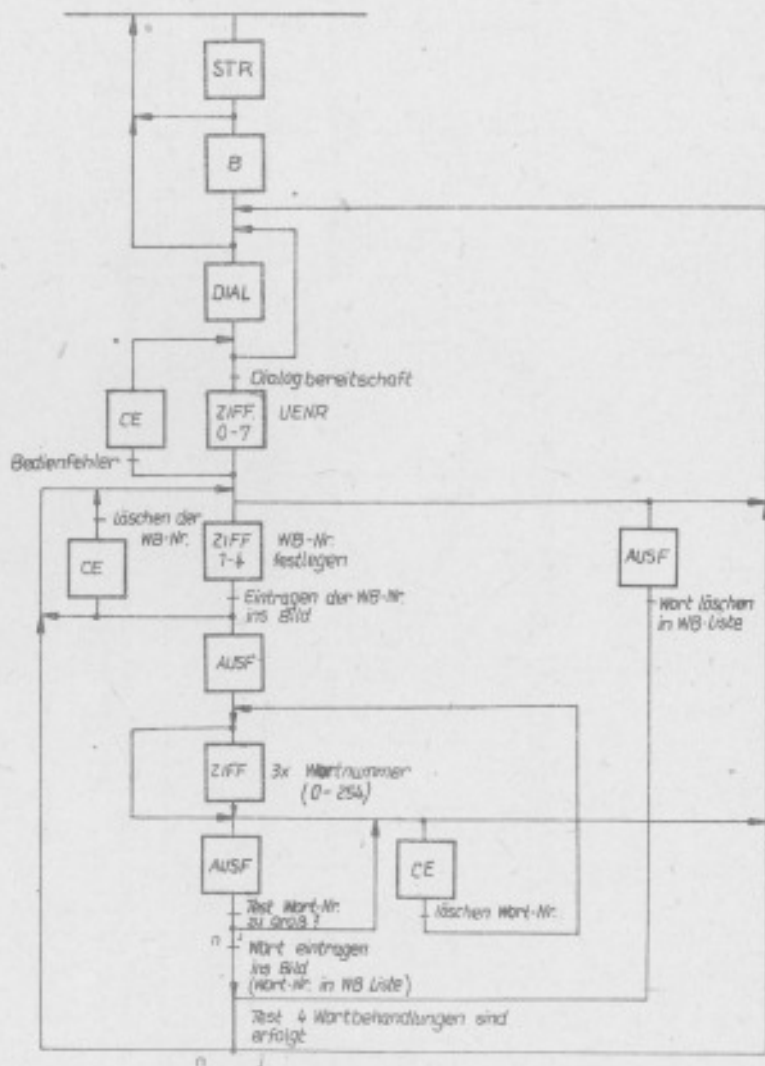 STR
B
DIAL
Dialogbereitschaft
CE
ZIFF
0-7
UENR
Bedienfehler
löschen der
WB-Nr.
CE
ZIFF
1-4
WB-Nr.
festlegen
AUSF
Eintragen der WB-Nr.
ins Bild
Wort löschen
in WB-Liste
AUSF
ZIFF
3x Wortnummer
(0-254)
AUSF
CE
Test Wort-Nr.
zu Groß?
löschen Wort-Nr.
n
j
Wort eintragen
ins Bild
(Wort-Nr. in WB Liste)
Test 4 Wortbehandlungen sind
erfolgt
n